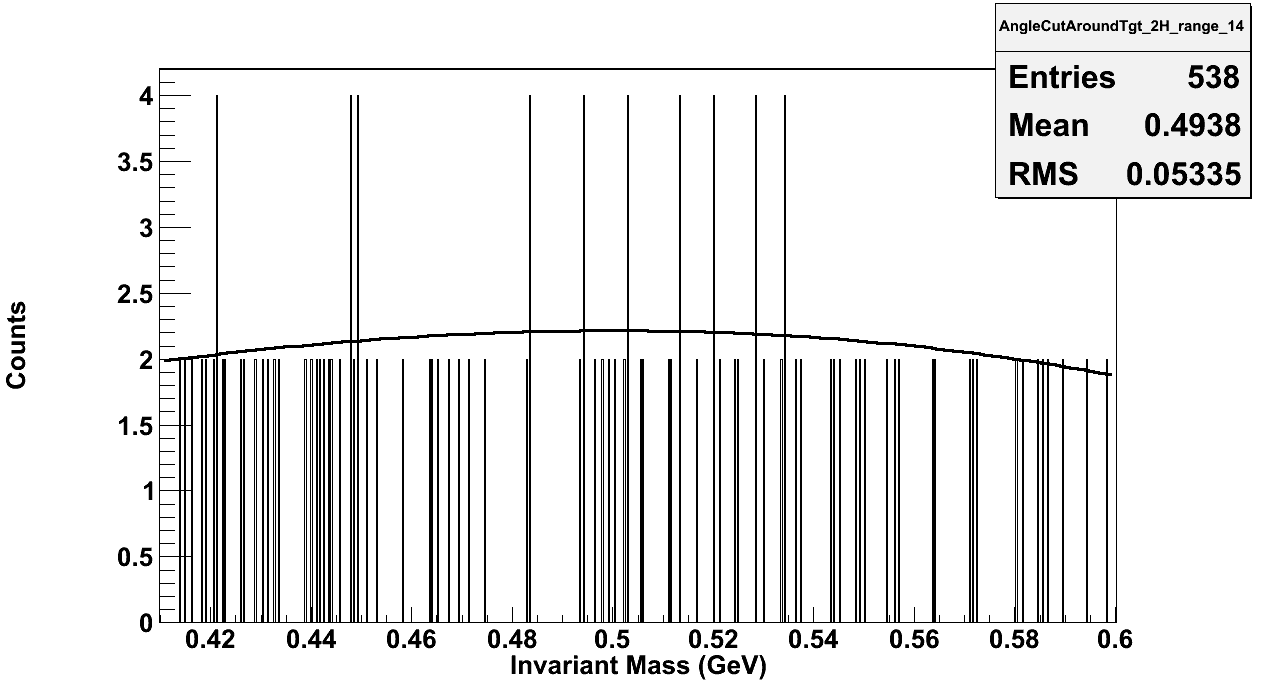 AngleCutAroundTgt_2H_range_14
Entries 538
Mean 0.4938
RMS 0.05335
Counts
4
3.5
3
2.5
2
1.5
1
0.5
0
0.42 0.44 0.46 0.48 0.5 0.52 0.54 0.56 0.58 0.6
Invariant Mass (GeV)